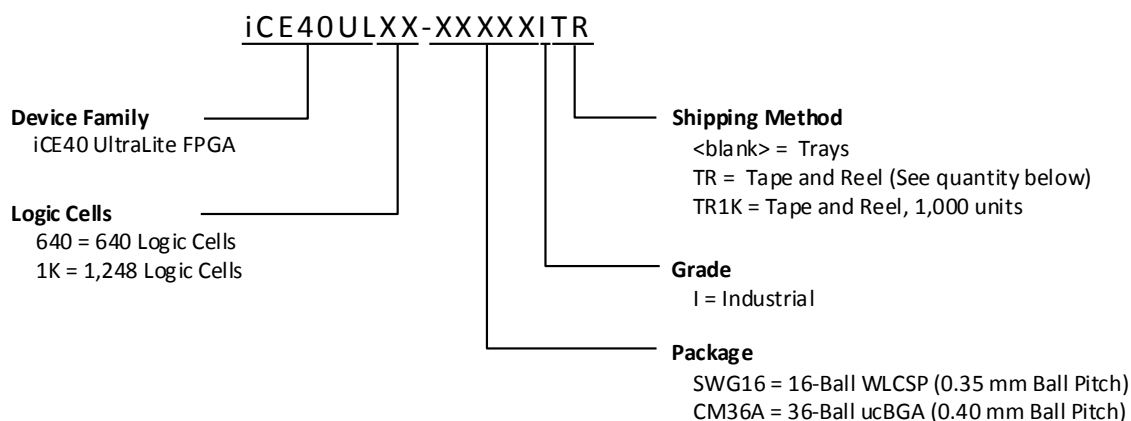 iCE40ULXX-XXXXXITR
Device Family
iCE40 UltraLite FPGA
Logic Cells
640 = 640 Logic Cells
1K = 1,248 Logic Cells
Shipping Method
<blank> = Trays
TR = Tape and Reel (See quantity below)
TR1K = Tape and Reel, 1,000 units
Grade
I = Industrial
Package
SWG16 = 16-Ball WLCSP (0.35 mm Ball Pitch)
CM36A = 36-Ball ucBGA (0.40 mm Ball Pitch)